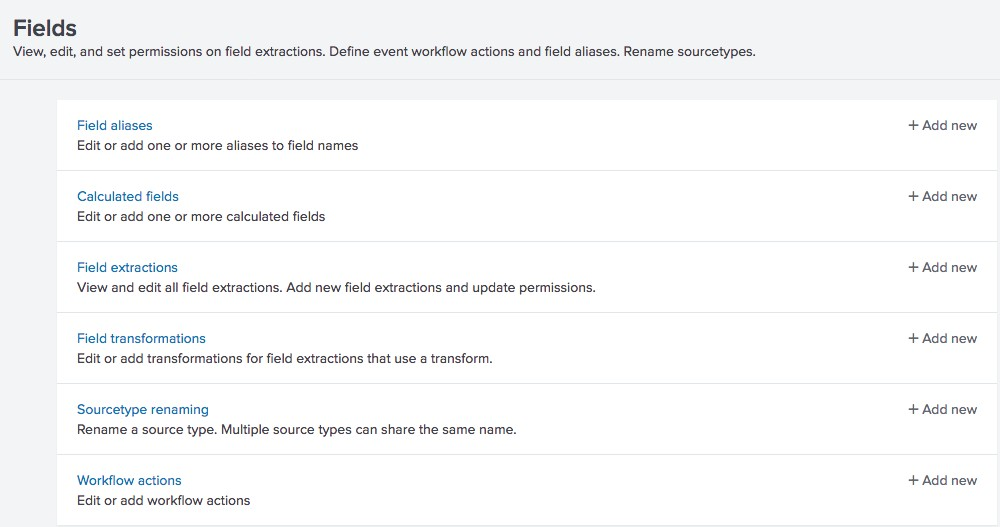 Fields
View, edit, and set permissions on field extractions. Define event workflow actions and field aliases. Rename sourcetypes.
Field aliases
+ Add new
Edit or add one or more aliases to field names
Calculated fields
+ Add new
Edit or add one or more calculated fields
Field extractions
+ Add new
View and edit all field extractions. Add new field extractions and update permissions.
Field transformations
+ Add new
Edit or add transformations for field extractions that use a transform.
Sourcetype renaming
+ Add new
Rename a source type. Multiple source types can share the same name.
Workflow actions
+ Add new
Edit or add workflow actions